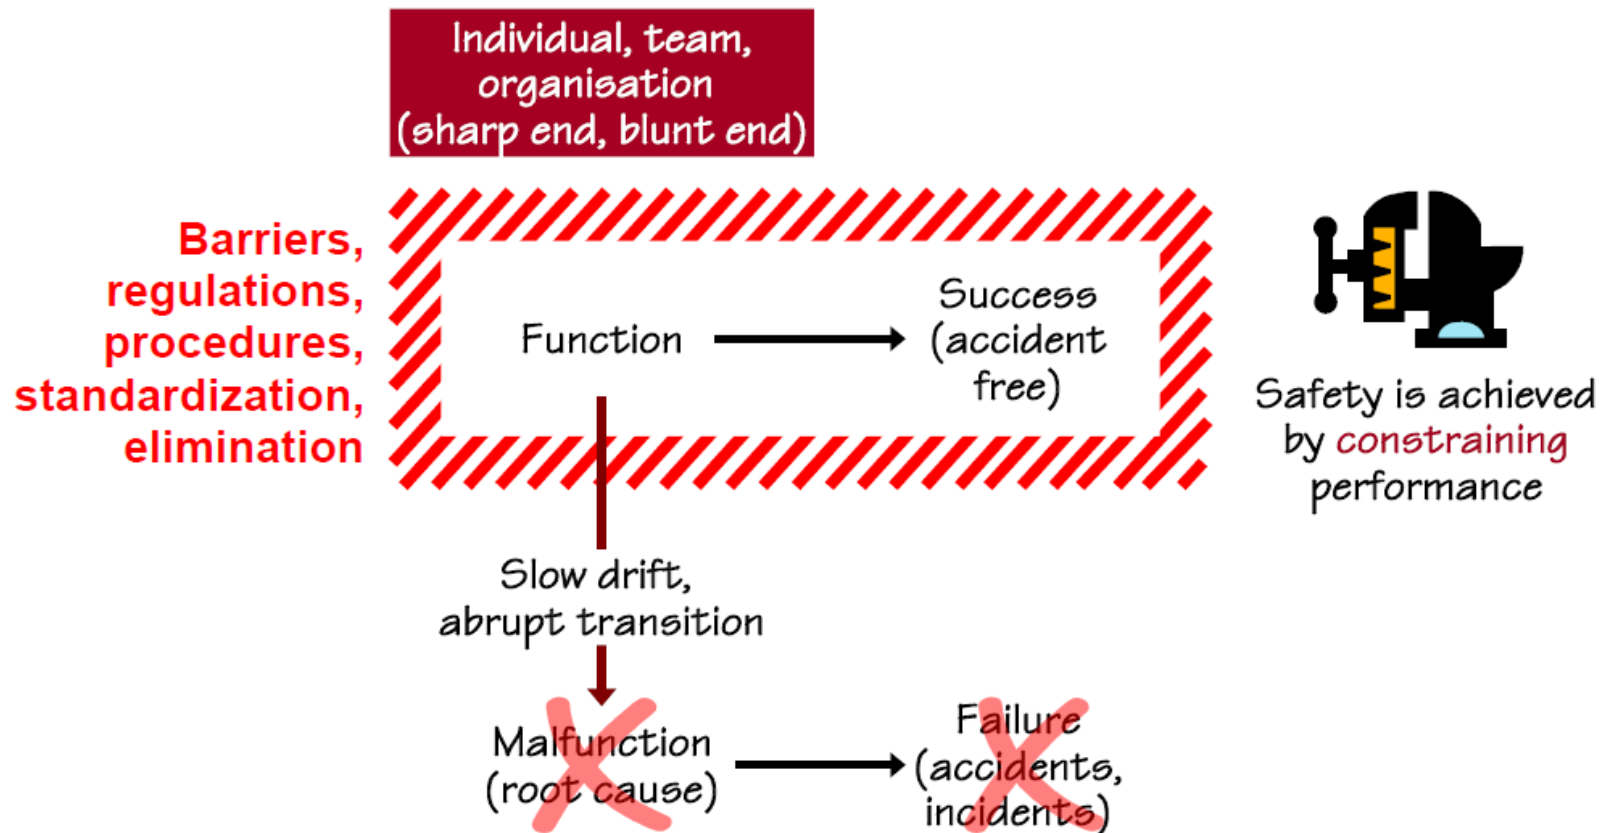 Individual, team,
organisation
(sharp end, blunt end)
Barriers,
regulations,
procedures,
standardization,
elimination
Function
Success
(accident
free)
Safety is achieved
by constraining
performance
Slow drift,
abrupt transition
Malfunction
(root cause)
Failure
(accidents,
incidents)